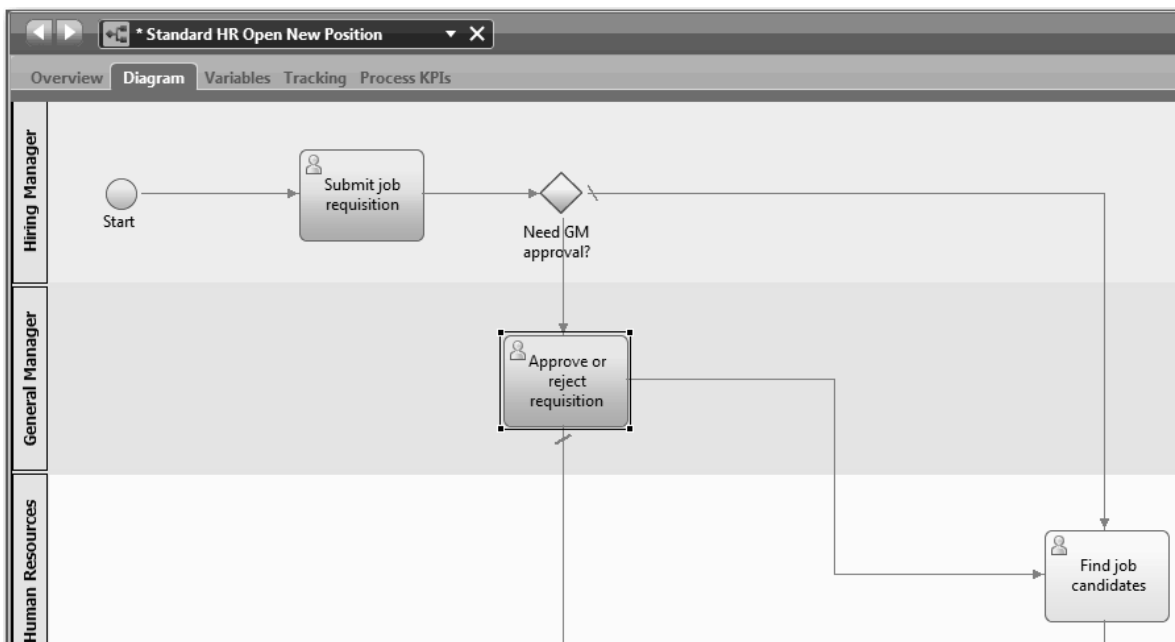 * Standard HR Open New Position
Overview Diagram Variables Tracking Process KPIs
Hiring Manager
Start
Submit job
requisition
Need GM
approval?
General Manager
Approve or
reject
requisition
Human Resources
Find job
candidates